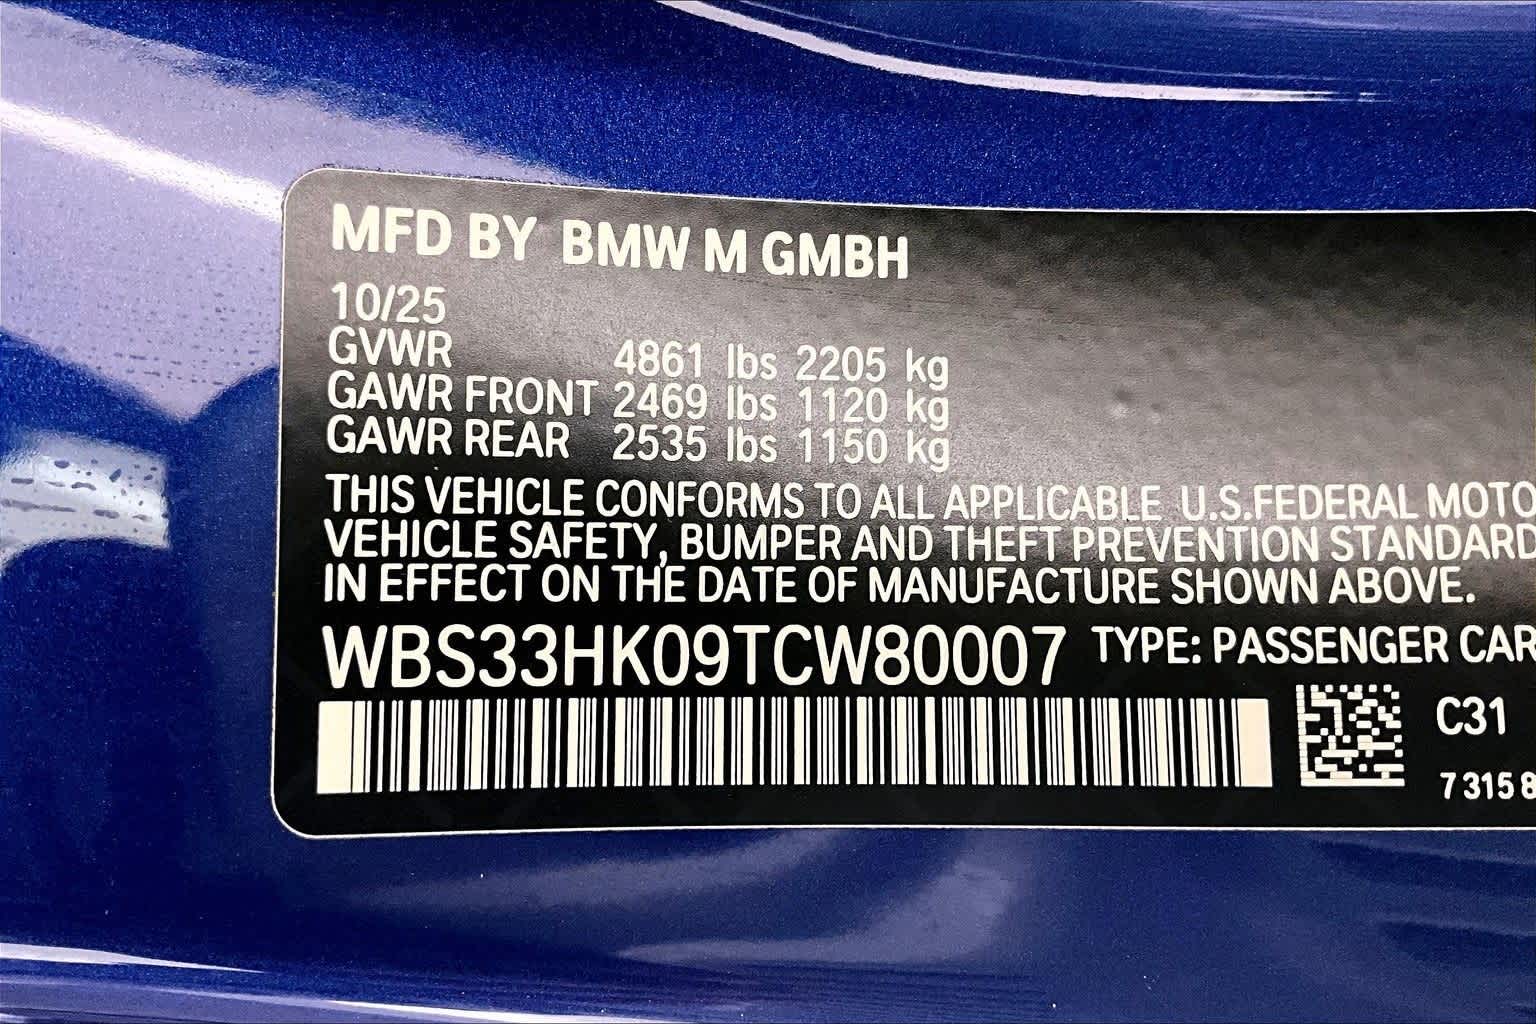 MFD BY BMW M GMBH
10/25
GVWR 4861 lbs 2205 kg
GAWR FRONT 2469 lbs 1120 kg
GAWR REAR 2535 lbs 1150 kg
THIS VEHICLE CONFORMS TO ALL APPLICABLE U.S.FEDERAL MOTO
VEHICLE SAFETY, BUMPER AND THEFT PREVENTION STANDARD
IN EFFECT ON THE DATE OF MANUFACTURE SHOWN ABOVE.
WBS33HK09TCW80007 TYPE: PASSENGER CAR
C31
7 315 8